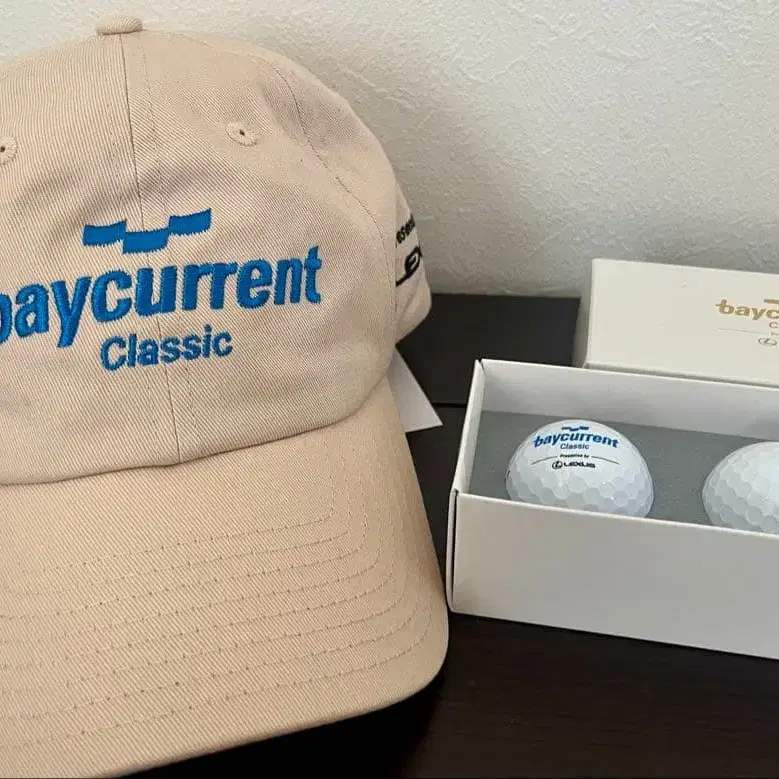 baycurrent
Classic
baycurrent
Classic
Presented by
LEXUS